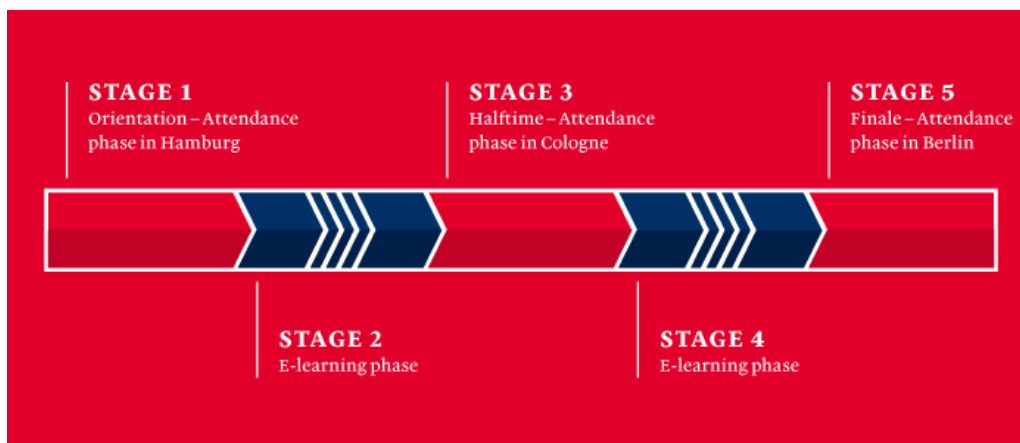 STAGE 1
Orientation – Attendance
phase in Hamburg
STAGE 3
Halftime – Attendance
phase in Cologne
STAGE 5
Finale – Attendance
phase in Berlin
STAGE 2
E-learning phase
STAGE 4
E-learning phase